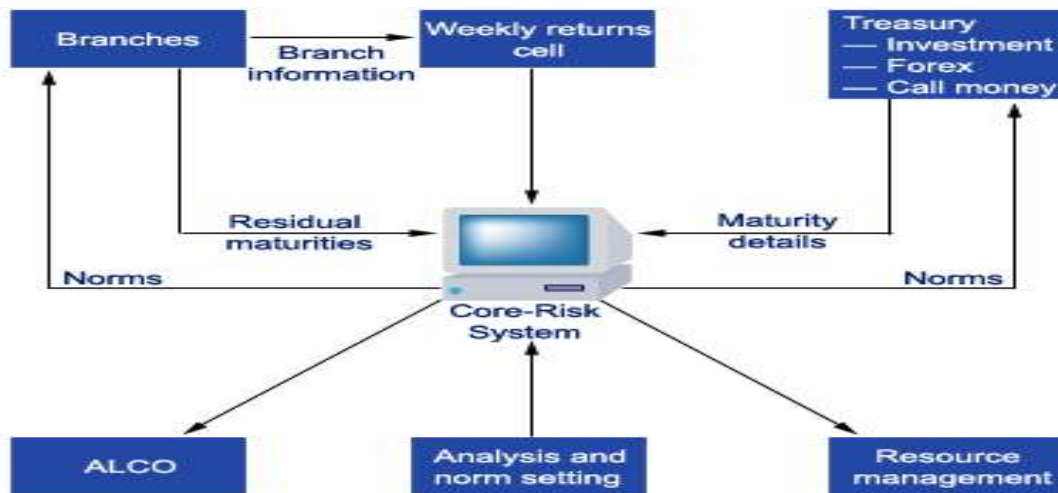 Branches
Branch
information
Weekly returns
cell
Treasury
— Investment
— Forex
— Call money
Residual
maturities
Maturity
details
Norms
Norms
Core-Risk
System
ALCO
Analysis and
norm setting
Resource
management